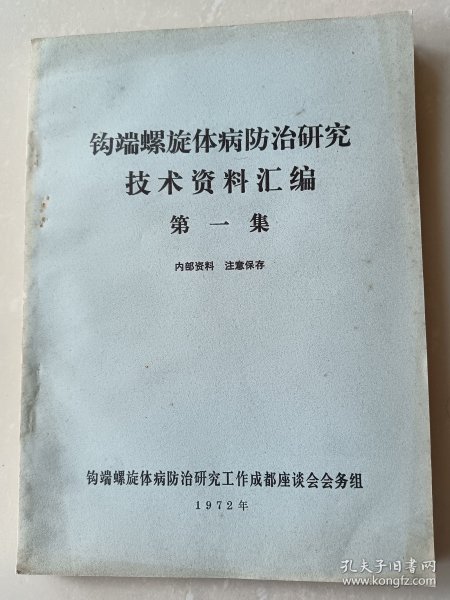 钩端螺旋体病防治研究
技术资料汇编
第一集
内部资料 注意保存
钩端螺旋体病防治研究工作成都座谈会会务组
1972年
孔夫子旧书网
www.kongfz.com